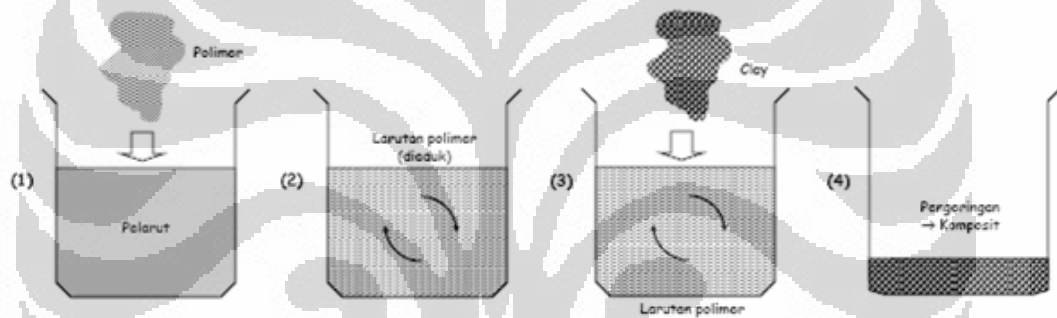 Polimer
Clay
Larutan polimer
(diaduk)
(1)
(2)
(3)
(4)
Pelarut
Pengeringan
→ Komposit
Larutan polimer